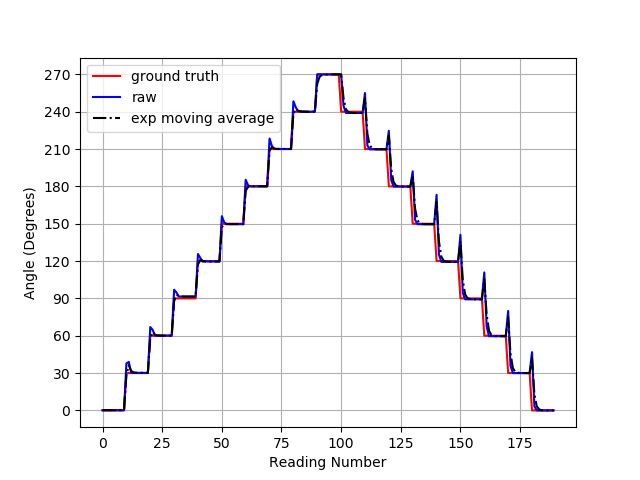 ground truth
raw
exp moving average
270
240
210
180
150
120
90
60
30
0
Angle (Degrees)
0 25 50 75 100 125 150 175
Reading Number